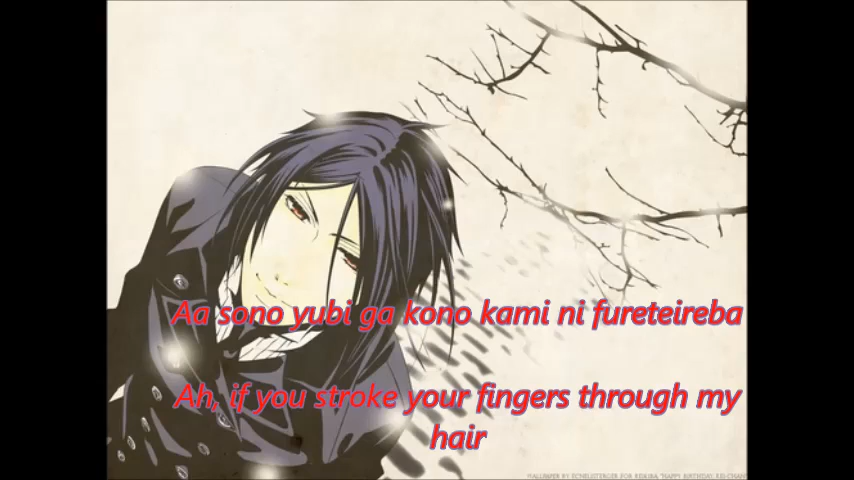 Aa sono yubi ga kono kami ni fureteireba
Ah, if you stroke your fingers through my
hair